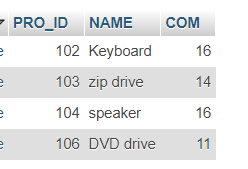 PRO_ID NAME COM
e 102 Keyboard 16
e 103 zip drive 14
e 104 speaker 16
e 106 DVD drive 11